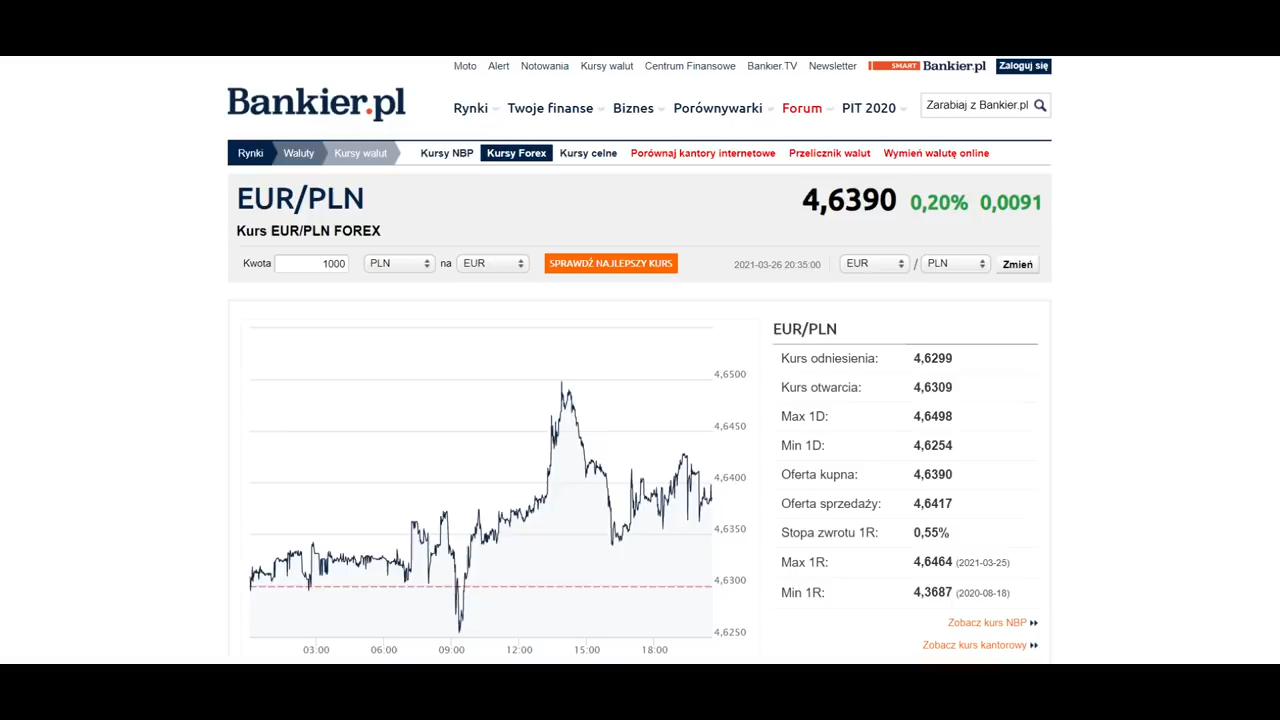 Moto Alert Notowania Kursy walut Centrum Finansowe Bankier.TV Newsletter SMART Bankier.pl Zaloguj się
Bankier.pl
Rynki Twoje finanse Biznes Porównywarki Forum PIT 2020 Zarabiaj z Bankier.pl
Rynki Waluty Kursy walut Kursy NBP Kursy Forex Kursy celne Porównaj kantory internetowe Przelicznik walut Wymień walutę online
EUR/PLN 4,6390 0,20% 0,0091
Kurs EUR/PLN FOREX
Kwota 1000 PLN na EUR SPRAWDŹ NAJLEPSZY KURS 2021-03-26 20:35:00 EUR / PLN Zmień
EUR/PLN
Kurs odniesienia: 4,6299
Kurs otwarcia: 4,6309
Max 1D: 4,6498
Min 1D: 4,6254
Oferta kupna: 4,6390
Oferta sprzedaży: 4,6417
Stopa zwrotu 1R: 0,55%
Max 1R: 4,6464 (2021-03-25)
Min 1R: 4,3687 (2020-08-18)
Zobacz kurs NBP
Zobacz kurs kantorowy
4,6500
4,6450
4,6400
4,6350
4,6300
4,6250
03:00 06:00 09:00 12:00 15:00 18:00